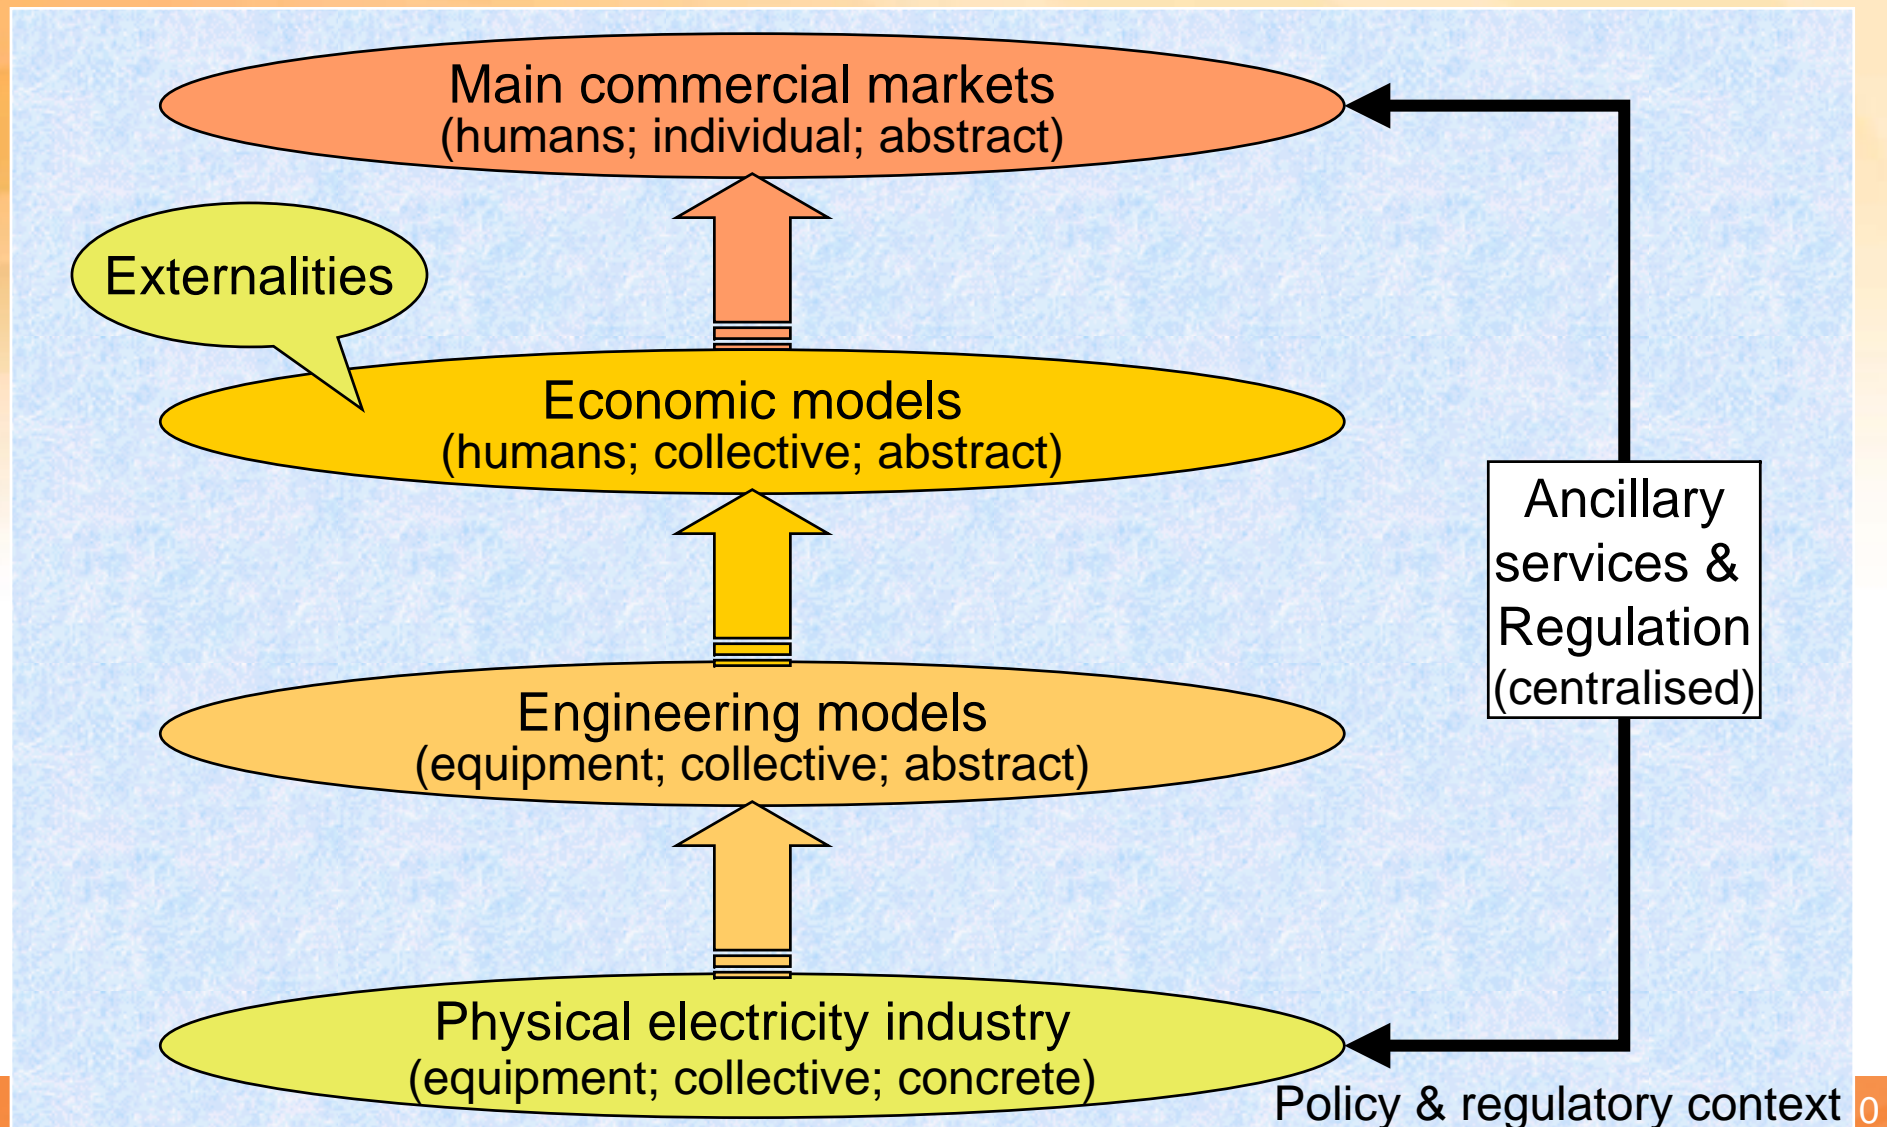 Main commercial markets
(humans; individual; abstract)
Externalities
Economic models
(humans; collective; abstract)
Ancillary
services &
Regulation
(centralised)
Engineering models
(equipment; collective; abstract)
Physical electricity industry
(equipment; collective; concrete)
Policy & regulatory context
0